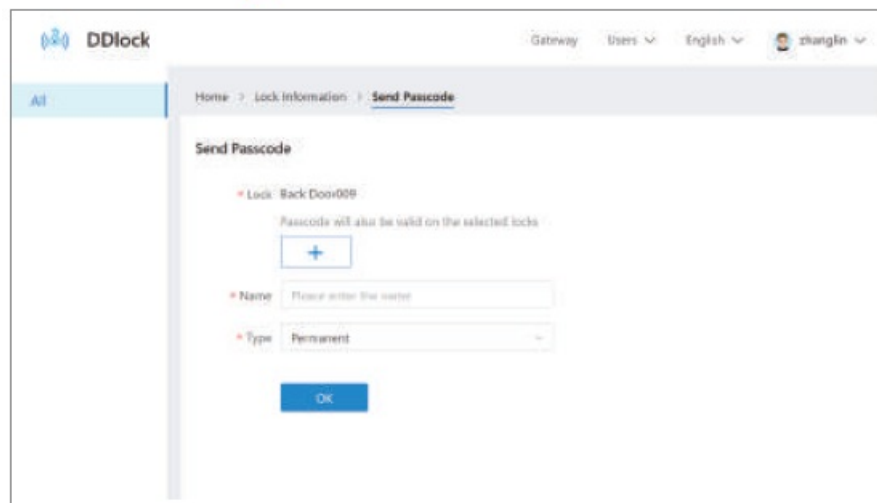 DDlock
Gateway Users English zhanglin
All
Home > Lock Information > Send Passcode
Send Passcode
* Lock Back Door009
Passcode will also be valid on the selected locks
+
* Name Please enter the name
* Type Permanent
OK